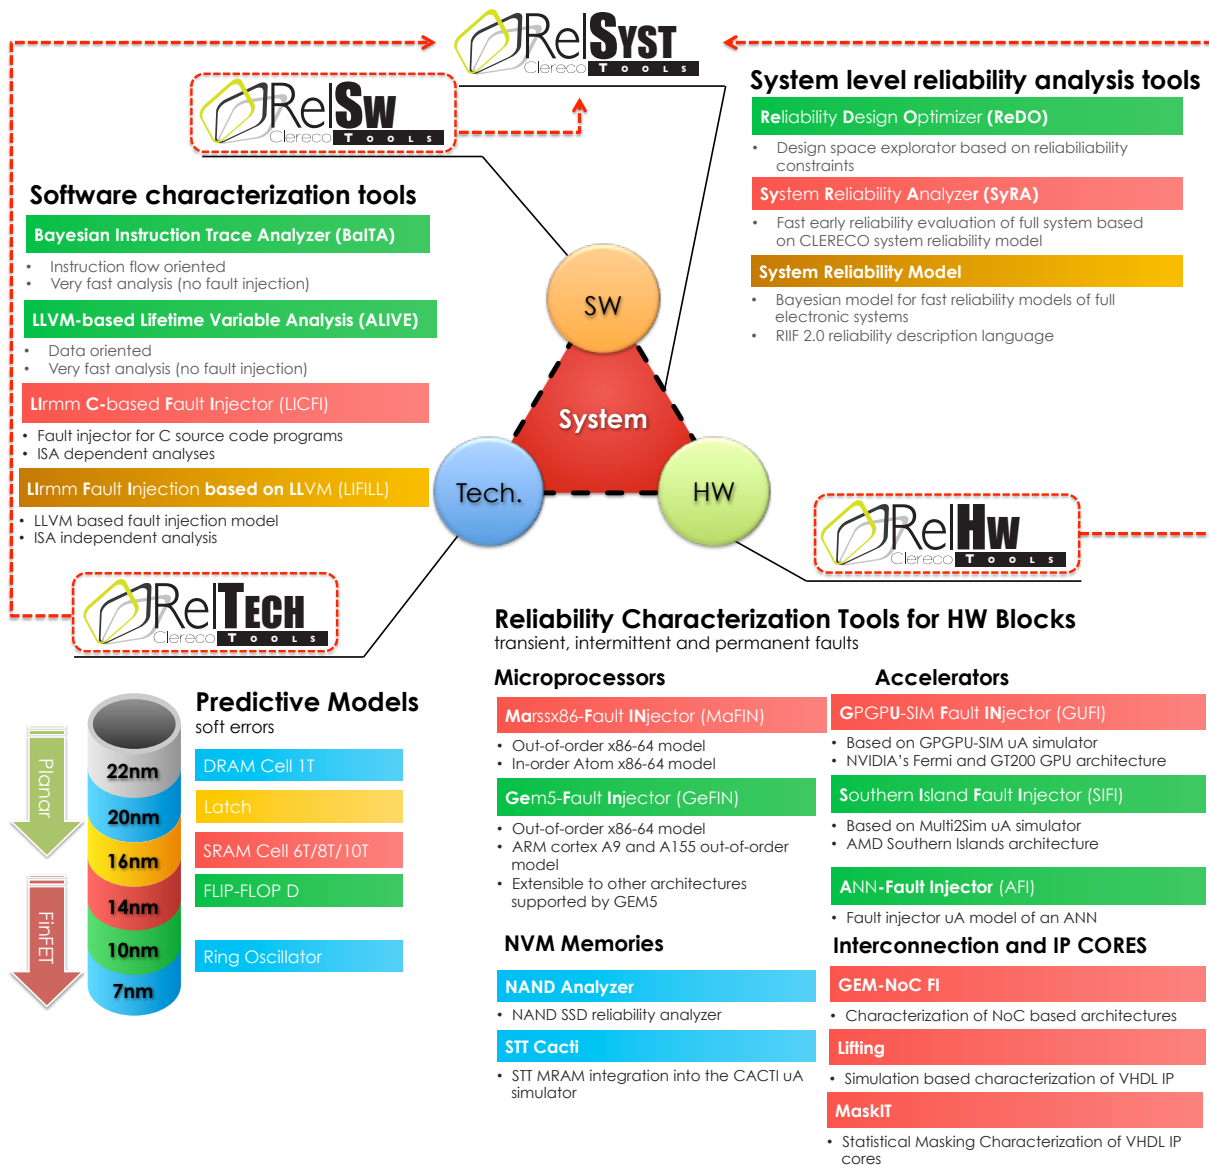 RelSyst
Clereco Tools
RelSw
Clereco Tools
System level reliability analysis tools
Reliability Design Optimizer (ReDO)
• Design space explorator based on reliabiliability
constraints
System Reliability Analyzer (SyRA)
• Fast early reliability evaluation of full system based
on CLERECO system reliability model
System Reliability Model
• Bayesian model for fast reliability models of full
electronic systems
• RIIF 2.0 reliability description language
Software characterization tools
Bayesian Instruction Trace Analyzer (BaITA)
• Instruction flow oriented
• Very fast analysis (no fault injection)
LLVM-based Lifetime Variable Analysis (ALIVE)
• Data oriented
• Very fast analysis (no fault injection)
LIrmm C-based Fault Injector (LICFI)
• Fault injector for C source code programs
• ISA dependent analyses
LIrmm Fault Injection based on LLVM (LIFILL)
• LLVM based fault injection model
• ISA independent analysis
SW
System
Tech.
HW
RelHw
Clereco Tools
RelTech
Clereco Tools
Predictive Models
soft errors
Planar
FinFET
22nm
20nm
16nm
14nm
10nm
7nm
DRAM Cell 1T
Latch
SRAM Cell 6T/8T/10T
FLIP-FLOP D
Ring Oscillator
Reliability Characterization Tools for HW Blocks
transient, intermittent and permanent faults
Microprocessors
Marssx86-Fault INjector (MaFIN)
• Out-of-order x86-64 model
• In-order Atom x86-64 model
Gem5-Fault Injector (GeFIN)
• Out-of-order x86-64 model
• ARM cortex A9 and A155 out-of-order
model
• Extensible to other architectures
supported by GEM5
NVM Memories
NAND Analyzer
• NAND SSD reliability analyzer
STT Cacti
• STT MRAM integration into the CACTI uA
simulator
Accelerators
GPGPU-SIM Fault INjector (GUFI)
• Based on GPGPU-SIM uA simulator
• NVIDIA's Fermi and GT200 GPU architecture
Southern Island Fault Injector (SIFI)
• Based on Multi2Sim uA simulator
• AMD Southern Islands architecture
ANN-Fault Injector (AFI)
• Fault injector uA model of an ANN
Interconnection and IP CORES
GEM-NoC FI
• Characterization of NoC based architectures
Lifting
• Simulation based characterization of VHDL IP
MaskIT
• Statistical Masking Characterization of VHDL IP
cores